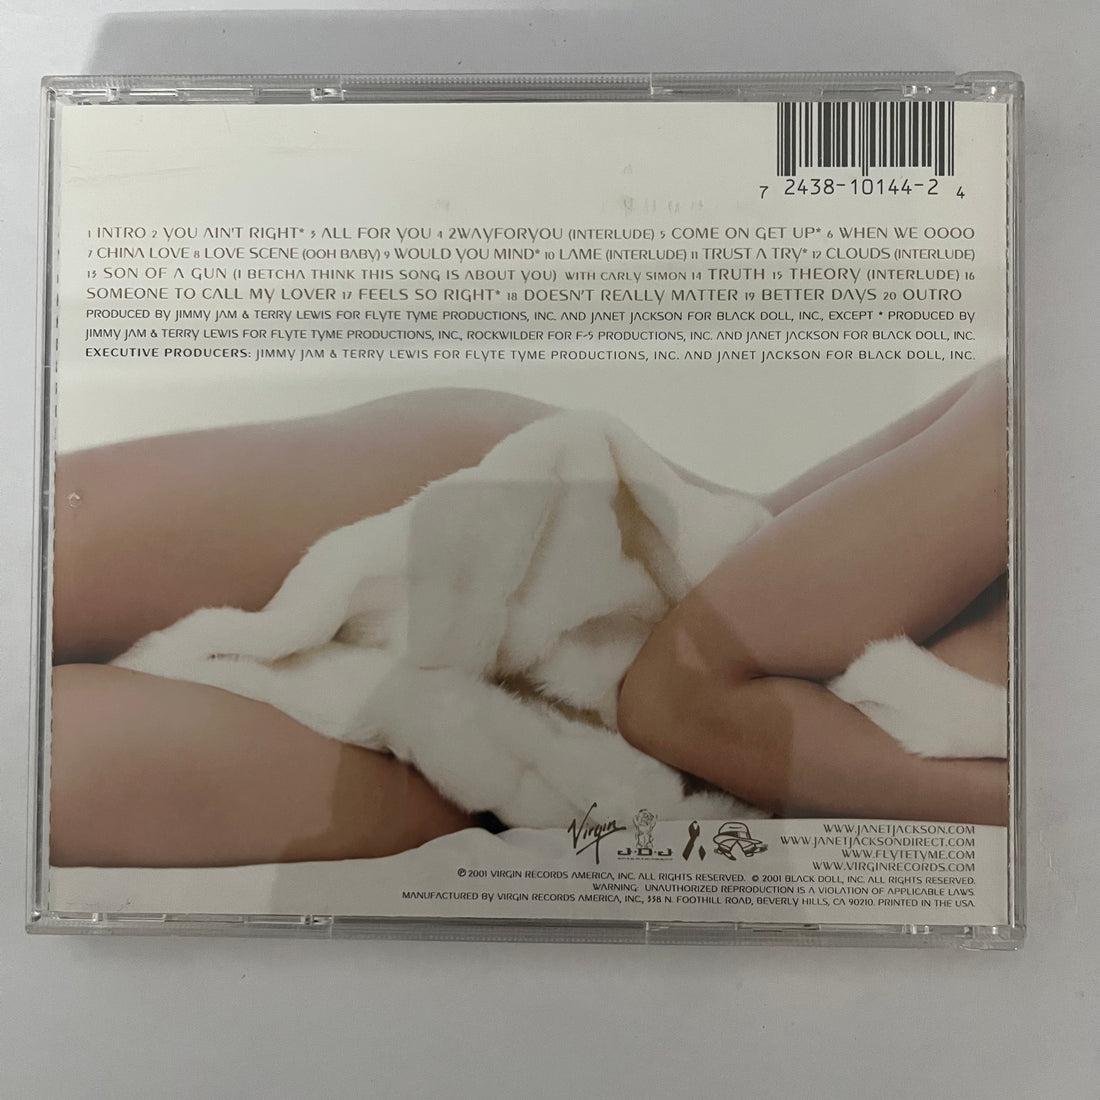 7 2438-10144-2 4
1 INTRO 2 YOU AIN'T RIGHT* 3 ALL FOR YOU 4 2WAYFORYOU (INTERLUDE) 5 COME ON GET UP* 6 WHEN WE OOOO
7 CHINA LOVE 8 LOVE SCENE (OOH BABY) 9 WOULD YOU MIND* 10 LAME (INTERLUDE) 11 TRUST A TRY* 12 CLOUDS (INTERLUDE)
13 SON OF A GUN (I BETCHA THINK THIS SONG IS ABOUT YOU) WITH CARLY SIMON 14 TRUTH 15 THEORY (INTERLUDE) 16
SOMEONE TO CALL MY LOVER 17 FEELS SO RIGHT* 18 DOESN'T REALLY MATTER 19 BETTER DAYS 20 OUTRO
PRODUCED BY JIMMY JAM & TERRY LEWIS FOR FLYTE TYME PRODUCTIONS, INC. AND JANET JACKSON FOR BLACK DOLL, INC., EXCEPT * PRODUCED BY
JIMMY JAM & TERRY LEWIS FOR FLYTE TYME PRODUCTIONS, INC., ROCKWILDER FOR F-5 PRODUCTIONS, INC. AND JANET JACKSON FOR BLACK DOLL, INC.
EXECUTIVE PRODUCERS: JIMMY JAM & TERRY LEWIS FOR FLYTE TYME PRODUCTIONS, INC. AND JANET JACKSON FOR BLACK DOLL, INC.
Virgin
J·D·J
WWW.JANETJACKSON.COM
WWW.JANETJACKSONDIRECT.COM
WWW.FLYTETYME.COM
WWW.VIRGINRECORDS.COM
℗ 2001 VIRGIN RECORDS AMERICA, INC. ALL RIGHTS RESERVED. © 2001 BLACK DOLL, INC. ALL RIGHTS RESERVED.
WARNING: UNAUTHORIZED REPRODUCTION IS A VIOLATION OF APPLICABLE LAWS.
MANUFACTURED BY VIRGIN RECORDS AMERICA, INC., 338 N. FOOTHILL ROAD, BEVERLY HILLS, CA 90210. PRINTED IN THE USA.